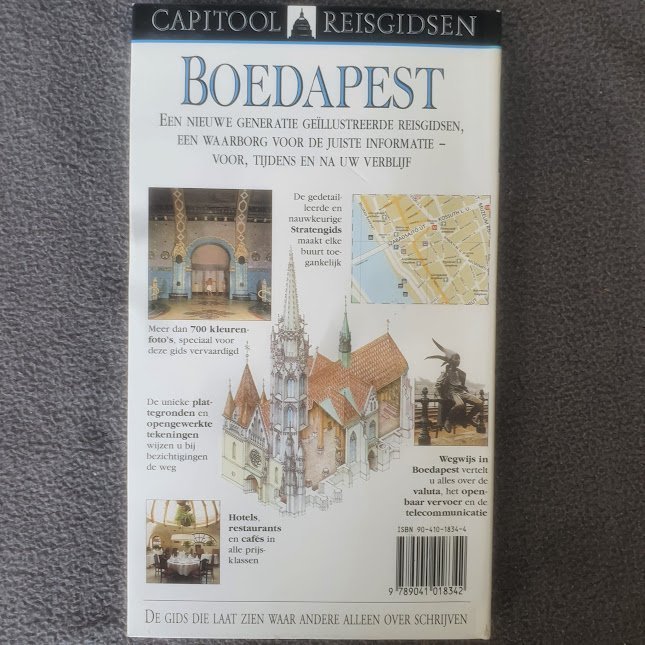 CAPITOOL REISGIDSEN
BOEDAPEST
EEN NIEUWE GENERATIE GEÏLLUSTREERDE REISGIDSEN,
EEN WAARBORG VOOR DE JUISTE INFORMATIE –
VOOR, TIJDENS EN NA UW VERBLIJF
De gedetail-
leerde en
nauwkeurige
Stratengids
maakt elke
buurt toe-
gankelijk
KOSSUTH L. U.
SZABADSAJTÓ ÚT
Meer dan 700 kleuren-
foto's, speciaal voor
deze gids vervaardigd
De unieke plat-
tegronden en
opengewerkte
tekeningen
wijzen u bij
bezichtigingen
de weg
Wegwijs in
Boedapest vertelt
u alles over de
valuta, het open-
baar vervoer en de
telecommunicatie
Hotels,
restaurants
en cafés in
alle prijs-
klassen
ISBN 90-410-1834-4
9 789041 018342
DE GIDS DIE LAAT ZIEN WAAR ANDERE ALLEEN OVER SCHRIJVEN